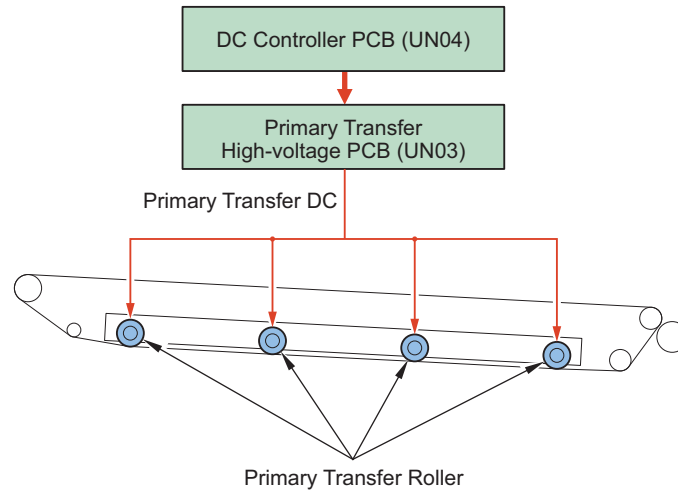 DC Controller PCB (UN04)
Primary Transfer
High-voltage PCB (UN03)
Primary Transfer DC
Primary Transfer Roller